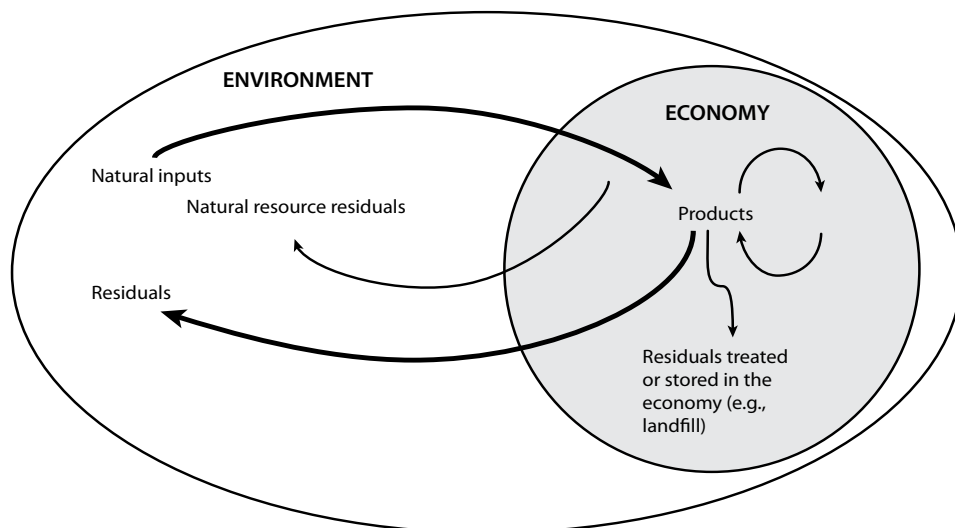 ENVIRONMENT
ECONOMY
Natural inputs
Natural resource residuals
Products
Residuals
Residuals treated
or stored in the
economy (e.g.,
landfill)